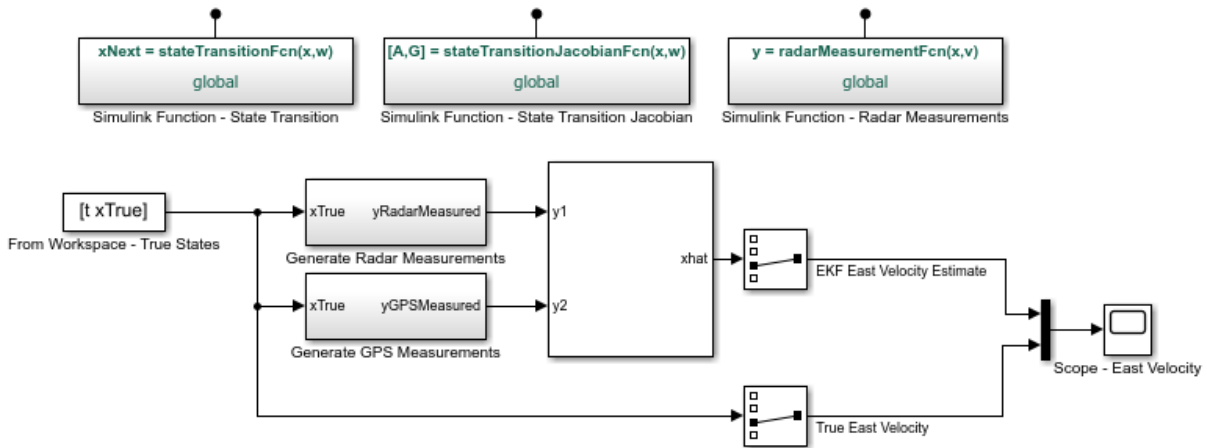 xNext = stateTransitionFcn(x,w)
global
Simulink Function - State Transition
[A,G] = stateTransitionJacobianFcn(x,w)
global
Simulink Function - State Transition Jacobian
y = radarMeasurementFcn(x,v)
global
Simulink Function - Radar Measurements
[t xTrue]
From Workspace - True States
xTrue yRadarMeasured
Generate Radar Measurements
xTrue yGPSMeasured
Generate GPS Measurements
y1
xhat
y2
EKF East Velocity Estimate
True East Velocity
Scope - East Velocity